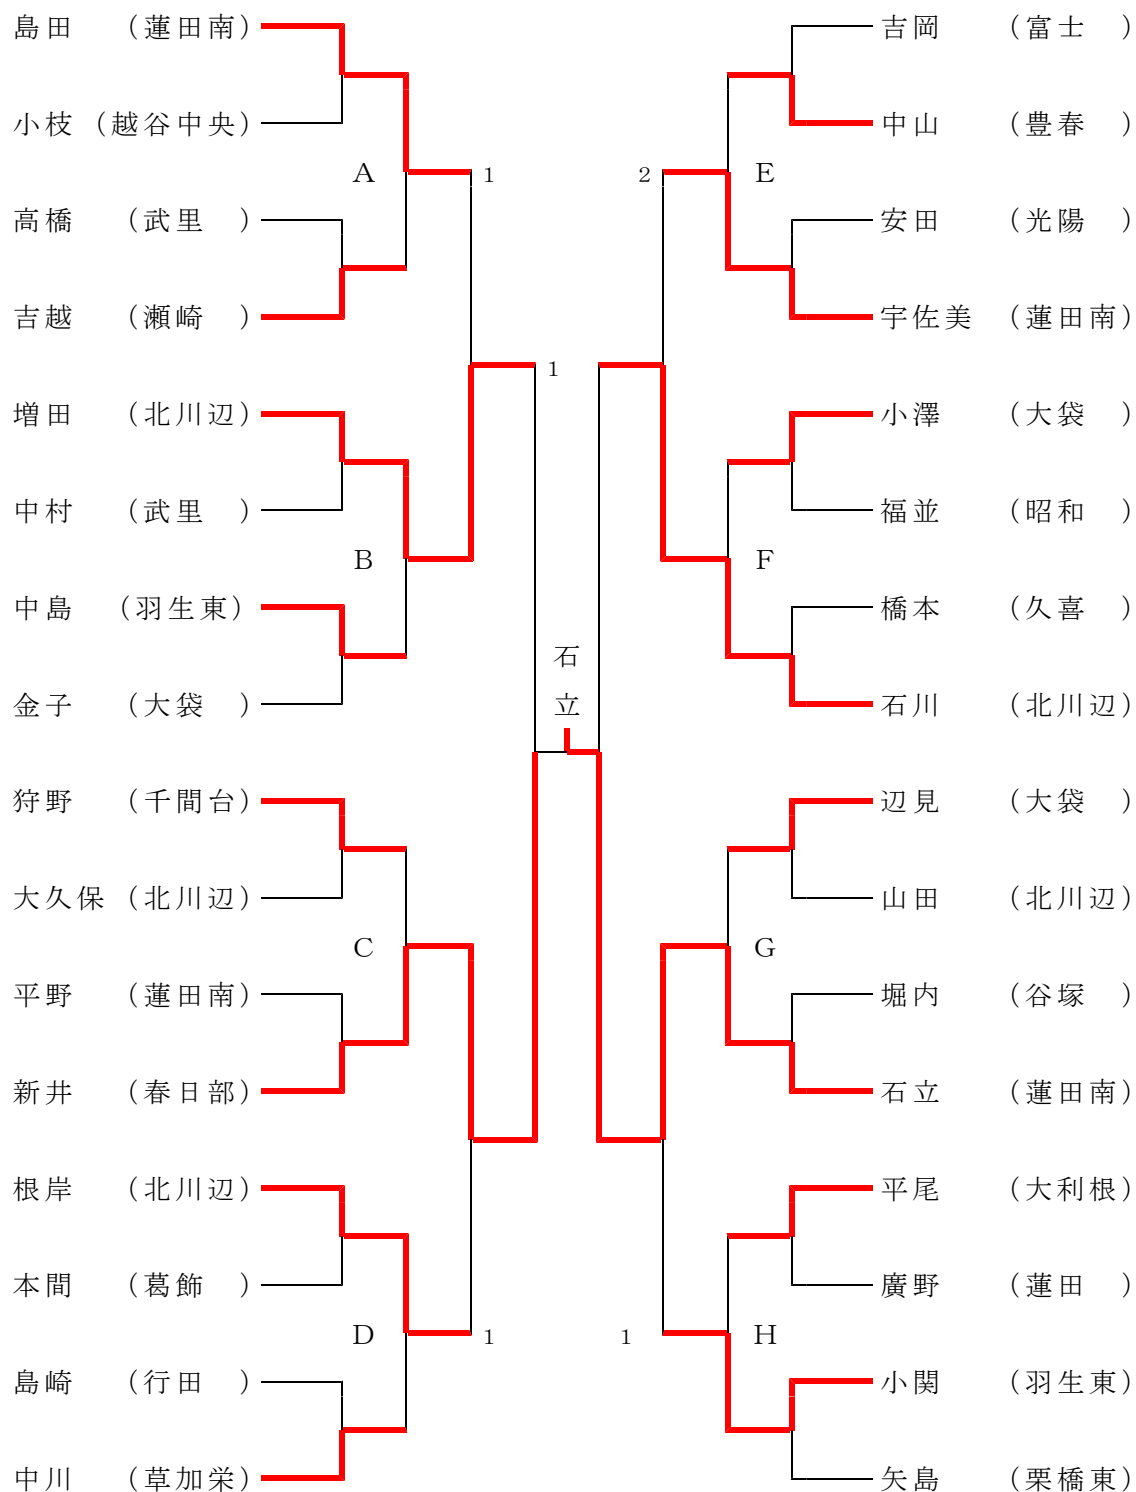 島田 （蓮田南）
小枝（越谷中央）
A
1
高橋 （武里 ）
吉越 （瀬崎 ）
1
増田 （北川辺）
中村 （武里 ）
B
中島 （羽生東）
金子 （大袋 ）
狩野 （千間台）
大久保（北川辺）
C
平野 （蓮田南）
新井 （春日部）
根岸 （北川辺）
本間 （葛飾 ）
D
1
島崎 （行田 ）
中川 （草加栄）
石
立
吉岡 （富士 ）
中山 （豊春 ）
2
E
安田 （光陽 ）
宇佐美 （蓮田南）
小澤 （大袋 ）
福並 （昭和 ）
F
橋本 （久喜 ）
石川 （北川辺）
辺見 （大袋 ）
山田 （北川辺）
G
堀内 （谷塚 ）
石立 （蓮田南）
平尾 （大利根）
廣野 （蓮田 ）
1
H
小関 （羽生東）
矢島 （栗橋東）